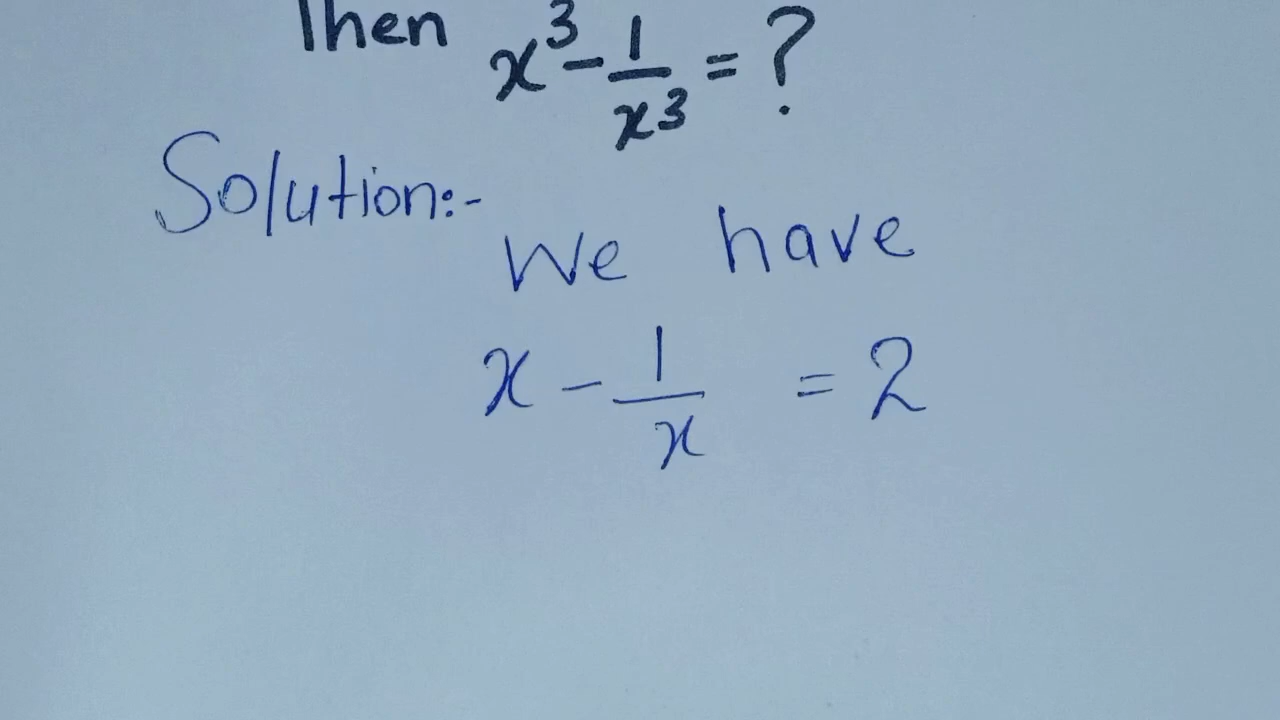 Then x³ - 1/x³ = ?
Solution:-
We have
x - 1/x = 2